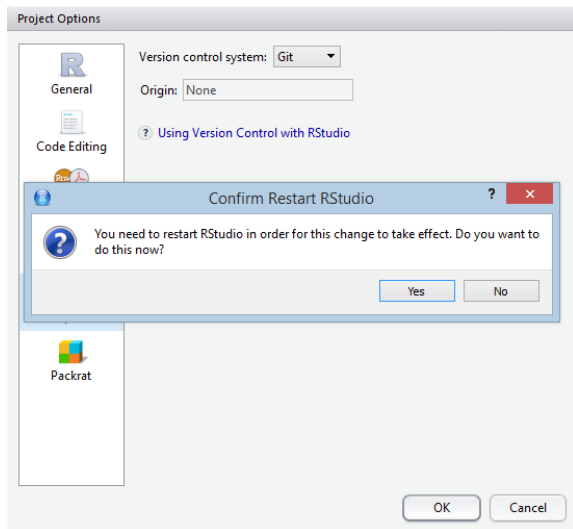 Project Options
R
General
Code Editing
Version control system: Git
Origin: None
? Using Version Control with RStudio
Confirm Restart RStudio
?
You need to restart RStudio in order for this change to take effect. Do you want to
do this now?
Yes
No
Packrat
OK
Cancel